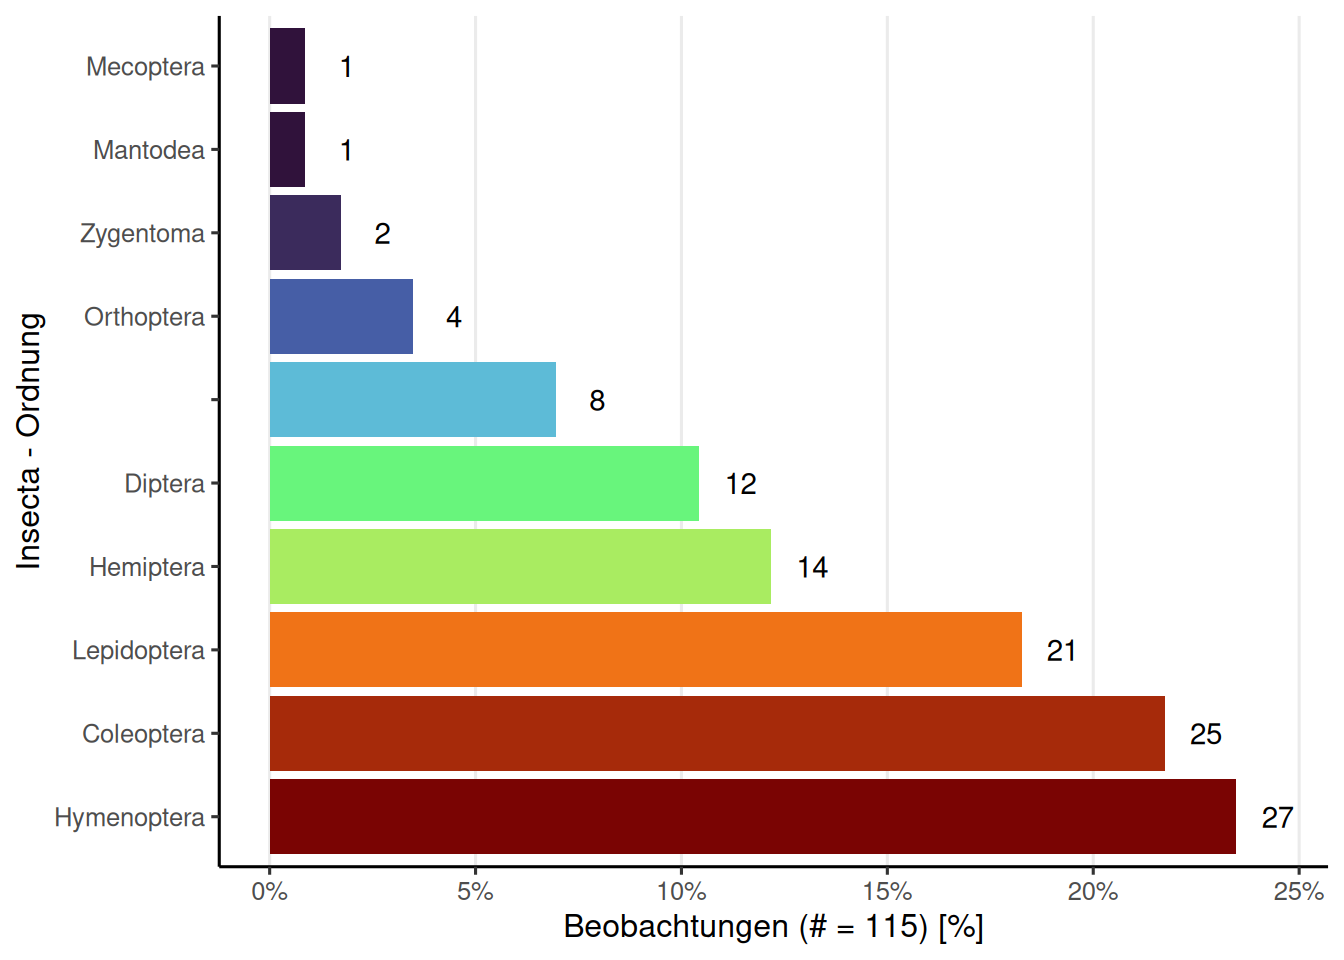 Insecta - Ordnung
Mecoptera 1
Mantodea 1
Zygentoma 2
Orthoptera 4
8
Diptera 12
Hemiptera 14
Lepidoptera 21
Coleoptera 25
Hymenoptera 27
0% 5% 10% 15% 20% 25%
Beobachtungen (# = 115) [%]